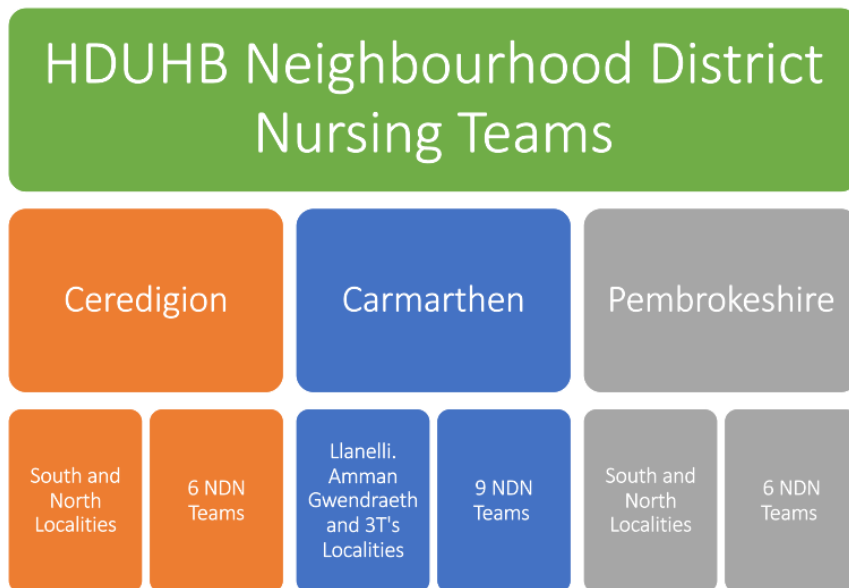 HDUHB Neighbourhood District
Nursing Teams
Ceredigion
Carmarthen
Pembrokeshire
South and
North
Localities
6 NDN
Teams
Llanelli.
Amman
Gwendraeth
and 3T's
Localities
9 NDN
Teams
South and
North
Localities
6 NDN
Teams